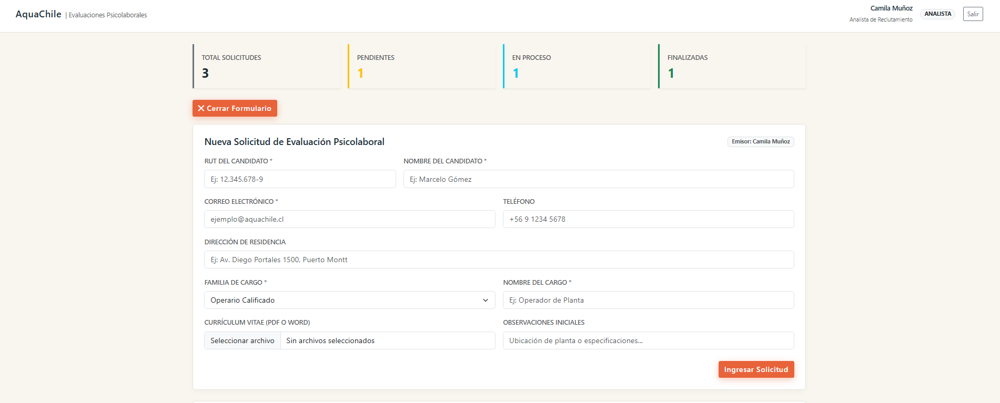 AquaChile | Evaluaciones Psicolaborales
Camila Muñoz
Analista de Reclutamiento
ANALISTA
Salir
TOTAL SOLICITUDES
3
PENDIENTES
1
EN PROCESO
1
FINALIZADAS
1
✕ Cerrar Formulario
Nueva Solicitud de Evaluación Psicolaboral
Emisor: Camila Muñoz
RUT DEL CANDIDATO *
Ej: 12.345.678-9
NOMBRE DEL CANDIDATO *
Ej: Marcelo Gómez
CORREO ELECTRÓNICO *
ejemplo@aquachile.cl
TELÉFONO
+56 9 1234 5678
DIRECCIÓN DE RESIDENCIA
Ej: Av. Diego Portales 1500, Puerto Montt
FAMILIA DE CARGO *
Operario Calificado
NOMBRE DEL CARGO *
Ej: Operador de Planta
CURRÍCULUM VITAE (PDF O WORD)
Seleccionar archivo Sin archivos seleccionados
OBSERVACIONES INICIALES
Ubicación de planta o especificaciones...
Ingresar Solicitud